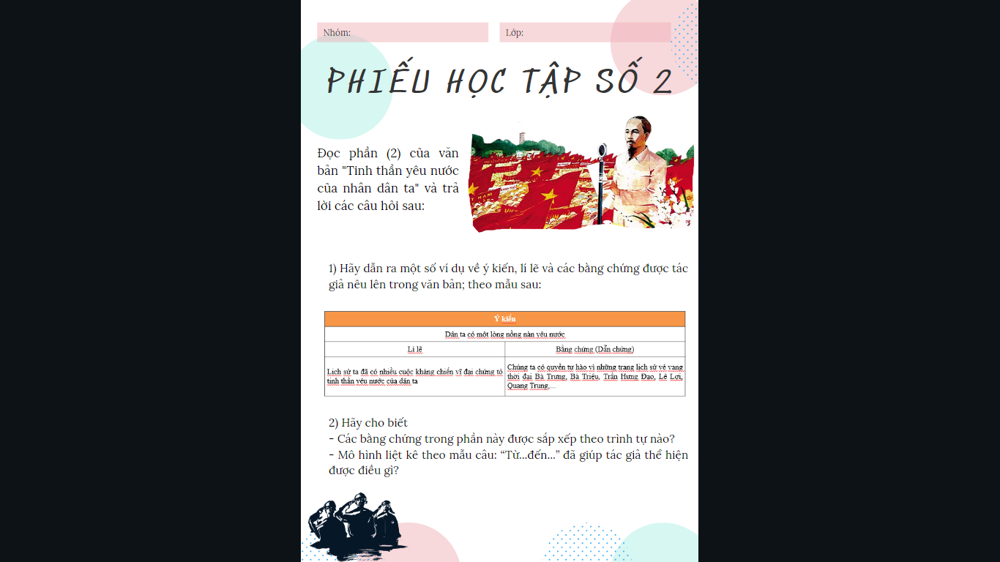 Nhóm:
Lớp:
PHIẾU HỌC TẬP SỐ 2
Đọc phần (2) của văn
bản "Tinh thần yêu nước
của nhân dân ta" và trả
lời các câu hỏi sau:
1) Hãy dẫn ra một số ví dụ về ý kiến, lí lẽ và các bằng chứng được tác
giả nêu lên trong văn bản; theo mẫu sau:
Ý kiến
Dân ta có một lòng nồng nàn yêu nước
Lí lẽ
Bằng chứng (Dẫn chứng)
Lịch sử ta đã có nhiều cuộc kháng chiến vĩ đại chứng tỏ
tinh thần yêu nước của dân ta
Chúng ta có quyền tự hào vì những trang lịch sử vẻ vang
thời đại Bà Trưng, Bà Triệu, Trần Hưng Đạo, Lê Lợi,
Quang Trung,...
2) Hãy cho biết
- Các bằng chứng trong phần này được sắp xếp theo trình tự nào?
- Mô hình liệt kê theo mẫu câu: “Từ...đến...” đã giúp tác giả thể hiện
được điều gì?